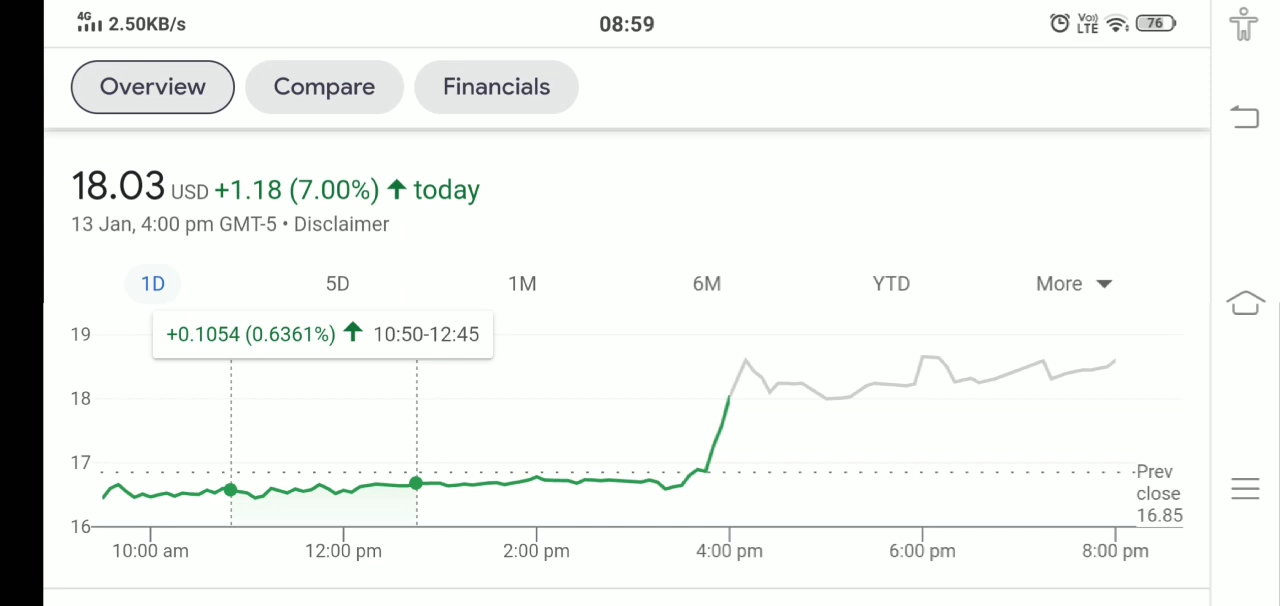 4G 2.50KB/s 08:59 Vo) LTE 76
Overview Compare Financials
18.03 USD +1.18 (7.00%) ↑ today
13 Jan, 4:00 pm GMT-5 • Disclaimer
1D 5D 1M 6M YTD More
+0.1054 (0.6361%) ↑ 10:50-12:45
19
18
17
16
Prev
close
16.85
10:00 am 12:00 pm 2:00 pm 4:00 pm 6:00 pm 8:00 pm